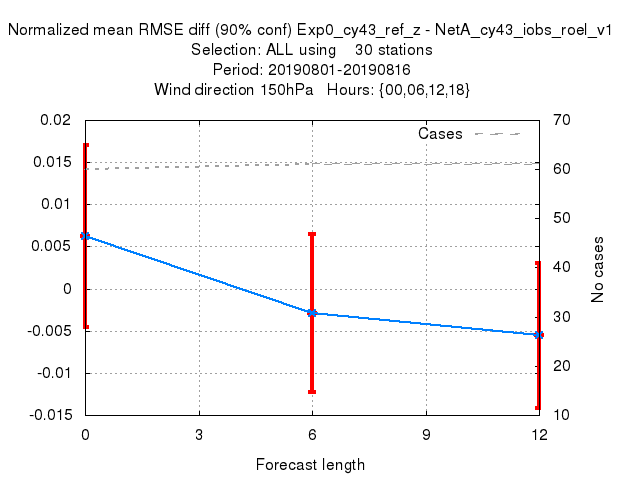 Normalized mean RMSE diff (90% conf) Exp0_cy43_ref_z - NetA_cy43_iobs_roel_v1
Selection: ALL using    30 stations
Period: 20190801-20190816
Wind direction 150hPa   Hours: {00,06,12,18}
Cases
0.02
0.015
0.01
0.005
0
-0.005
-0.01
-0.015
70
60
50
40
30
20
10
No cases
0 3 6 9 12
Forecast length